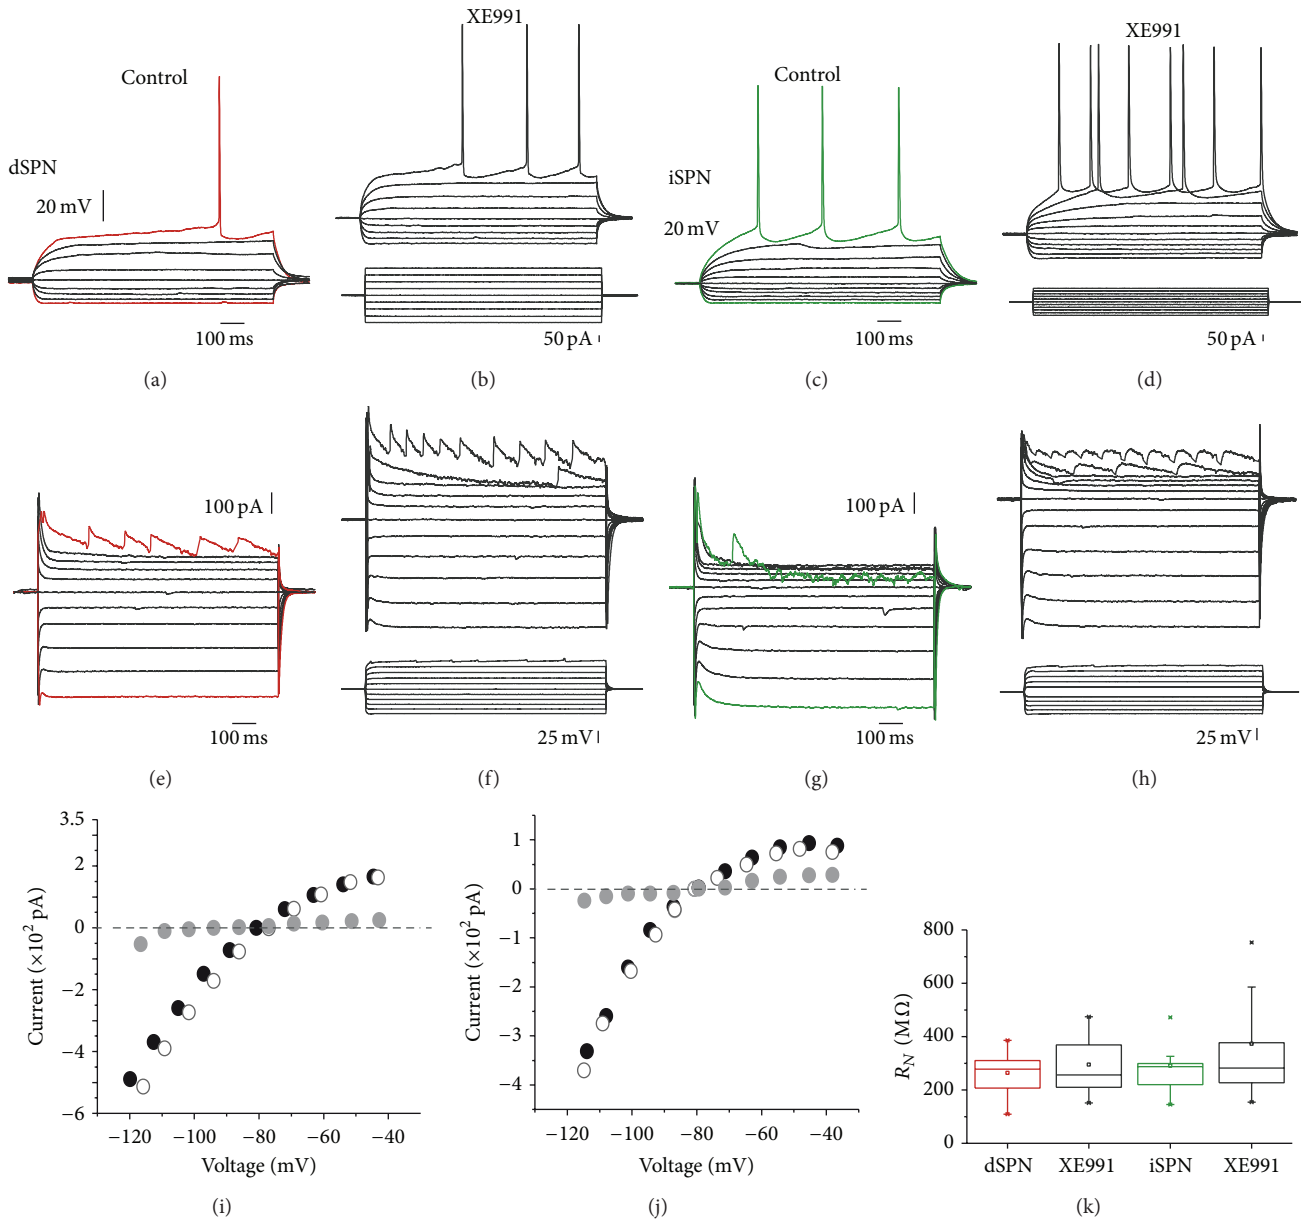 XE991
Control
dSPN
20 mV
100 ms
50 pA
(a)
(b)
XE991
Control
iSPN
20 mV
100 ms
50 pA
(c)
(d)
100 pA
100 ms
25 mV
(e)
(f)
100 pA
100 ms
25 mV
(g)
(h)
3.5
2
0
−2
−4
−6
Current (×10² pA)
−120 −100 −80 −60 −40
Voltage (mV)
(i)
1
0
−1
−2
−3
−4
Current (×10² pA)
−120 −100 −80 −60 −40
Voltage (mV)
(j)
800
600
400
200
0
R_N (MΩ)
dSPN XE991 iSPN XE991
(k)